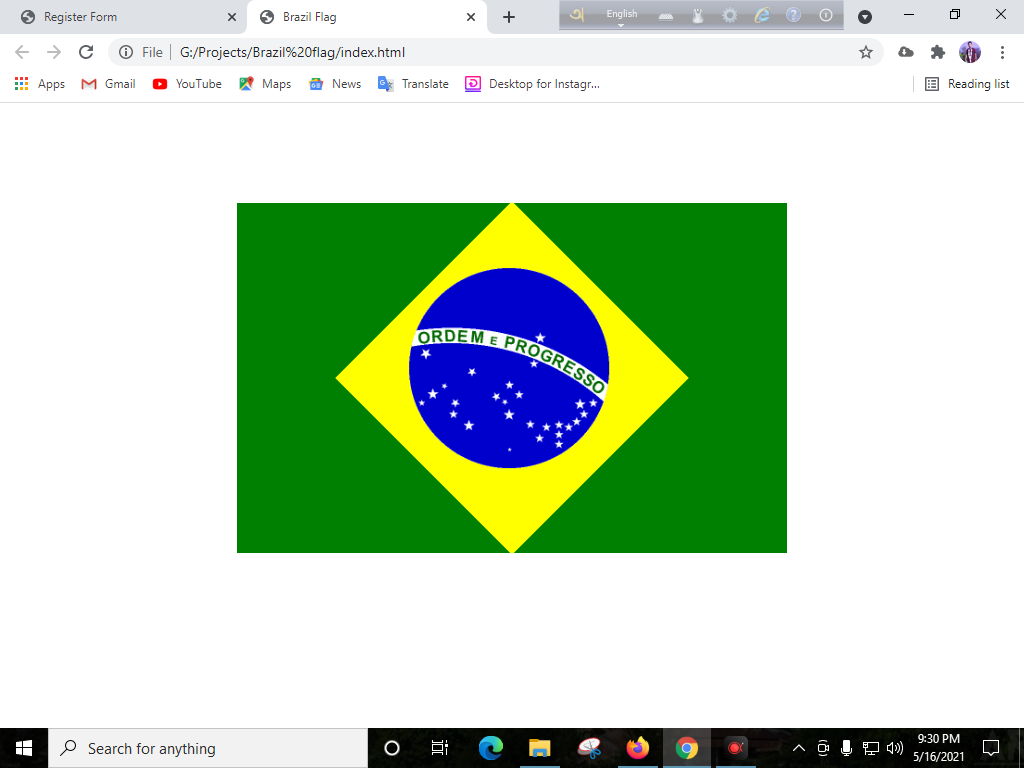 Register Form
Brazil Flag
English
File
G:/Projects/Brazil%20flag/index.html
Apps
Gmail
YouTube
Maps
News
Translate
Desktop for Instagr...
Reading list
ORDEM E PROGRESSO
Search for anything
9:30 PM
5/16/2021